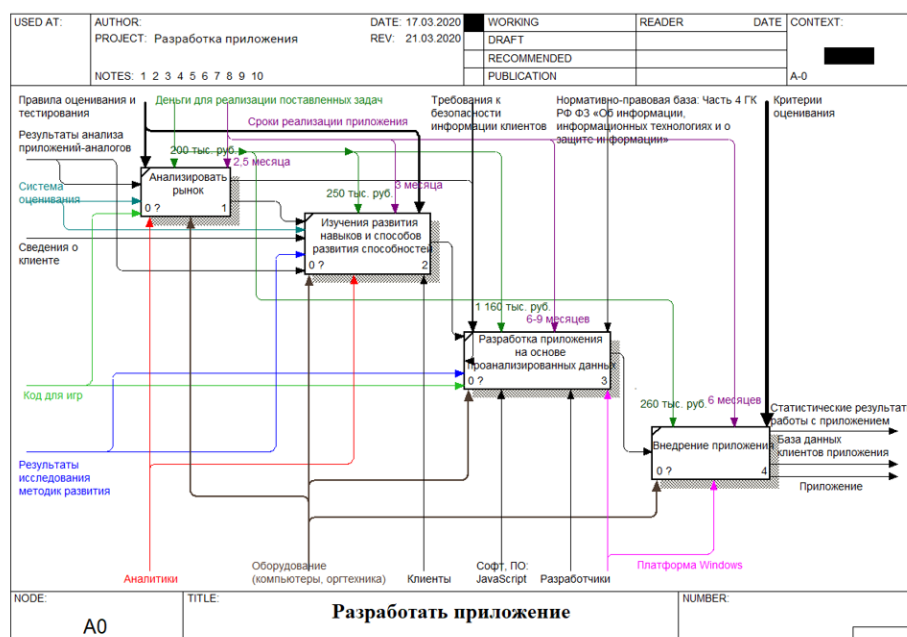 USED AT:
AUTHOR:
DATE: 17.03.2020
WORKING
READER
DATE
CONTEXT:
PROJECT: Разработка приложения
REV: 21.03.2020
DRAFT
RECOMMENDED
NOTES: 1 2 3 4 5 6 7 8 9 10
PUBLICATION
A-0
Правила оценивания и
тестирования
Деньги для реализации поставленных задач
Требования к
безопасности
информации клиентов
Нормативно-правовая база: Часть 4 ГК
РФ ФЗ «Об информации,
информационных технологиях и о
защите информации»
Критерии
оценивания
Сроки реализации приложения
Результаты анализа
приложений-аналогов
200 тыс. руб.
2,5 месяца
Анализировать
рынок
0 ?
1
Система
оценивания
250 тыс. руб.
3 месяца
Изучения развития
навыков и способов
развития способностей
0 ?
2
Сведения о
клиенте
1 160 тыс. руб.
6-9 месяцев
Разработка приложения
на основе
проанализированных данных
0 ?
3
Код для игр
260 тыс. руб.
6 месяцев
Внедрение приложения
0 ?
4
Статистические результат
работы с приложением
База данных
клиентов приложения
Приложение
Результаты
исследования
методик развития
Аналитики
Оборудование
(компьютеры, оргтехника)
Клиенты
Софт, ПО:
JavaScript
Разработчики
Платформа Windows
NODE:
TITLE:
NUMBER:
A0
Разработать приложение